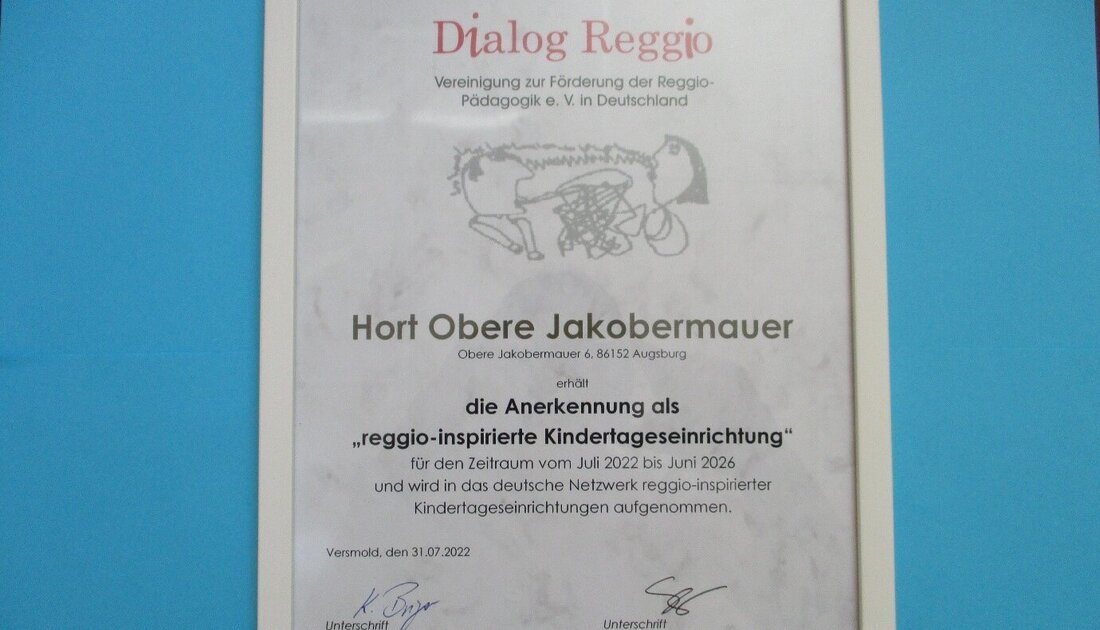 Dialog Reggio
Vereinigung zur Förderung der Reggio-
Pädagogik e. V. in Deutschland
Hort Obere Jakobermauer
Obere Jakobermauer 6, 86152 Augsburg
erhält
die Anerkennung als
„reggio-inspirierte Kindertageseinrichtung“
für den Zeitraum vom Juli 2022 bis Juni 2026
und wird in das deutsche Netzwerk reggio-inspirierter
Kindertageseinrichtungen aufgenommen.
Versmold, den 31.07.2022
Unterschrift Unterschrift